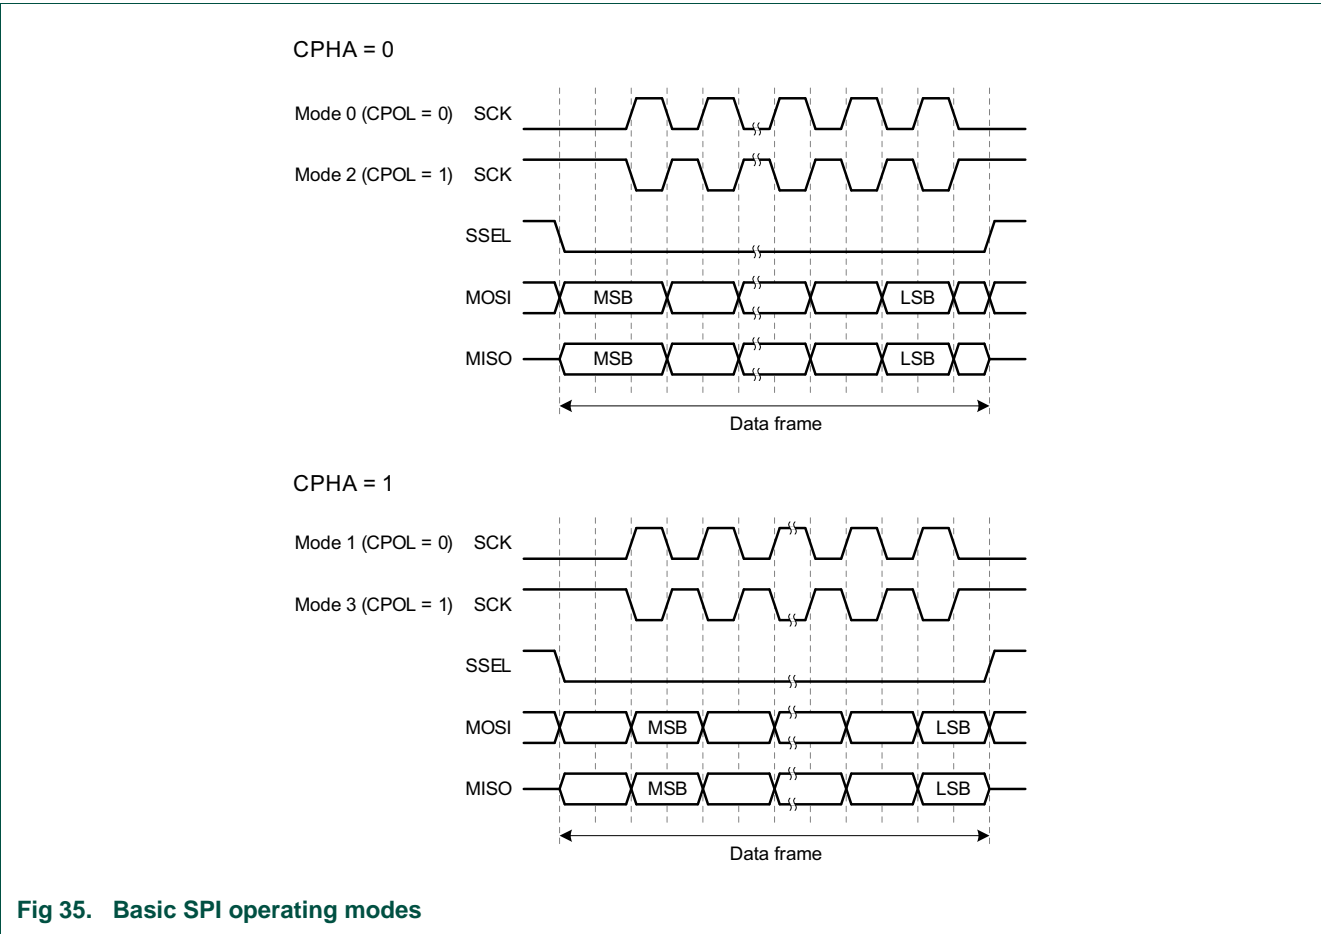 CPHA = 0
Mode 0 (CPOL = 0) SCK
Mode 2 (CPOL = 1) SCK
SSEL
MOSI MSB LSB
MISO MSB LSB
Data frame
CPHA = 1
Mode 1 (CPOL = 0) SCK
Mode 3 (CPOL = 1) SCK
SSEL
MOSI MSB LSB
MISO MSB LSB
Data frame
Fig 35. Basic SPI operating modes